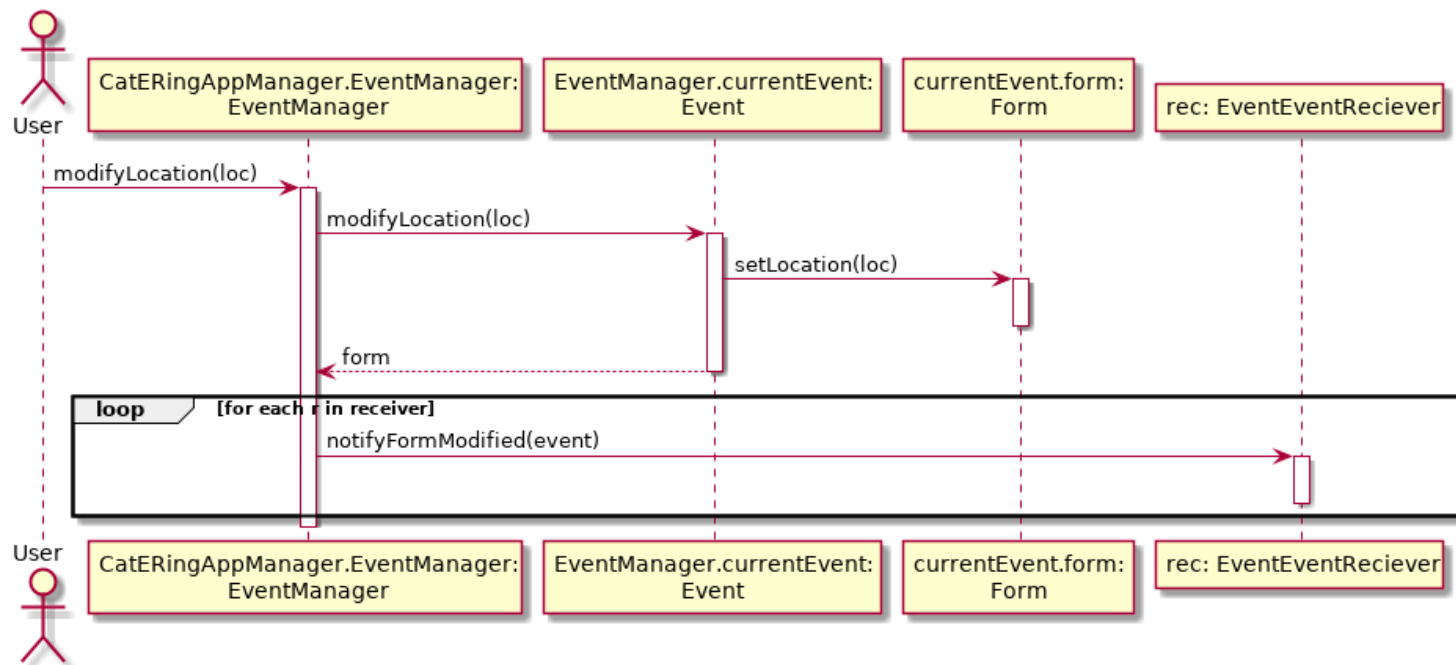 User
CatERingAppManager.EventManager:
EventManager
EventManager.currentEvent:
Event
currentEvent.form:
Form
rec: EventEventReciever
modifyLocation(loc)
modifyLocation(loc)
setLocation(loc)
form
loop [for each r in receiver]
notifyFormModified(event)
User
CatERingAppManager.EventManager:
EventManager
EventManager.currentEvent:
Event
currentEvent.form:
Form
rec: EventEventReciever